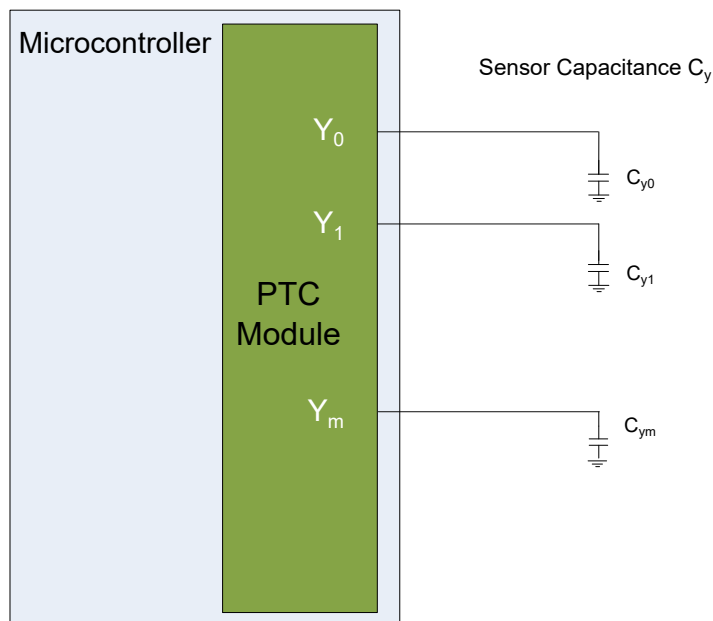 Microcontroller
Sensor Capacitance Cy
Y0
Cy0
Y1
Cy1
PTC
Module
Ym
Cym